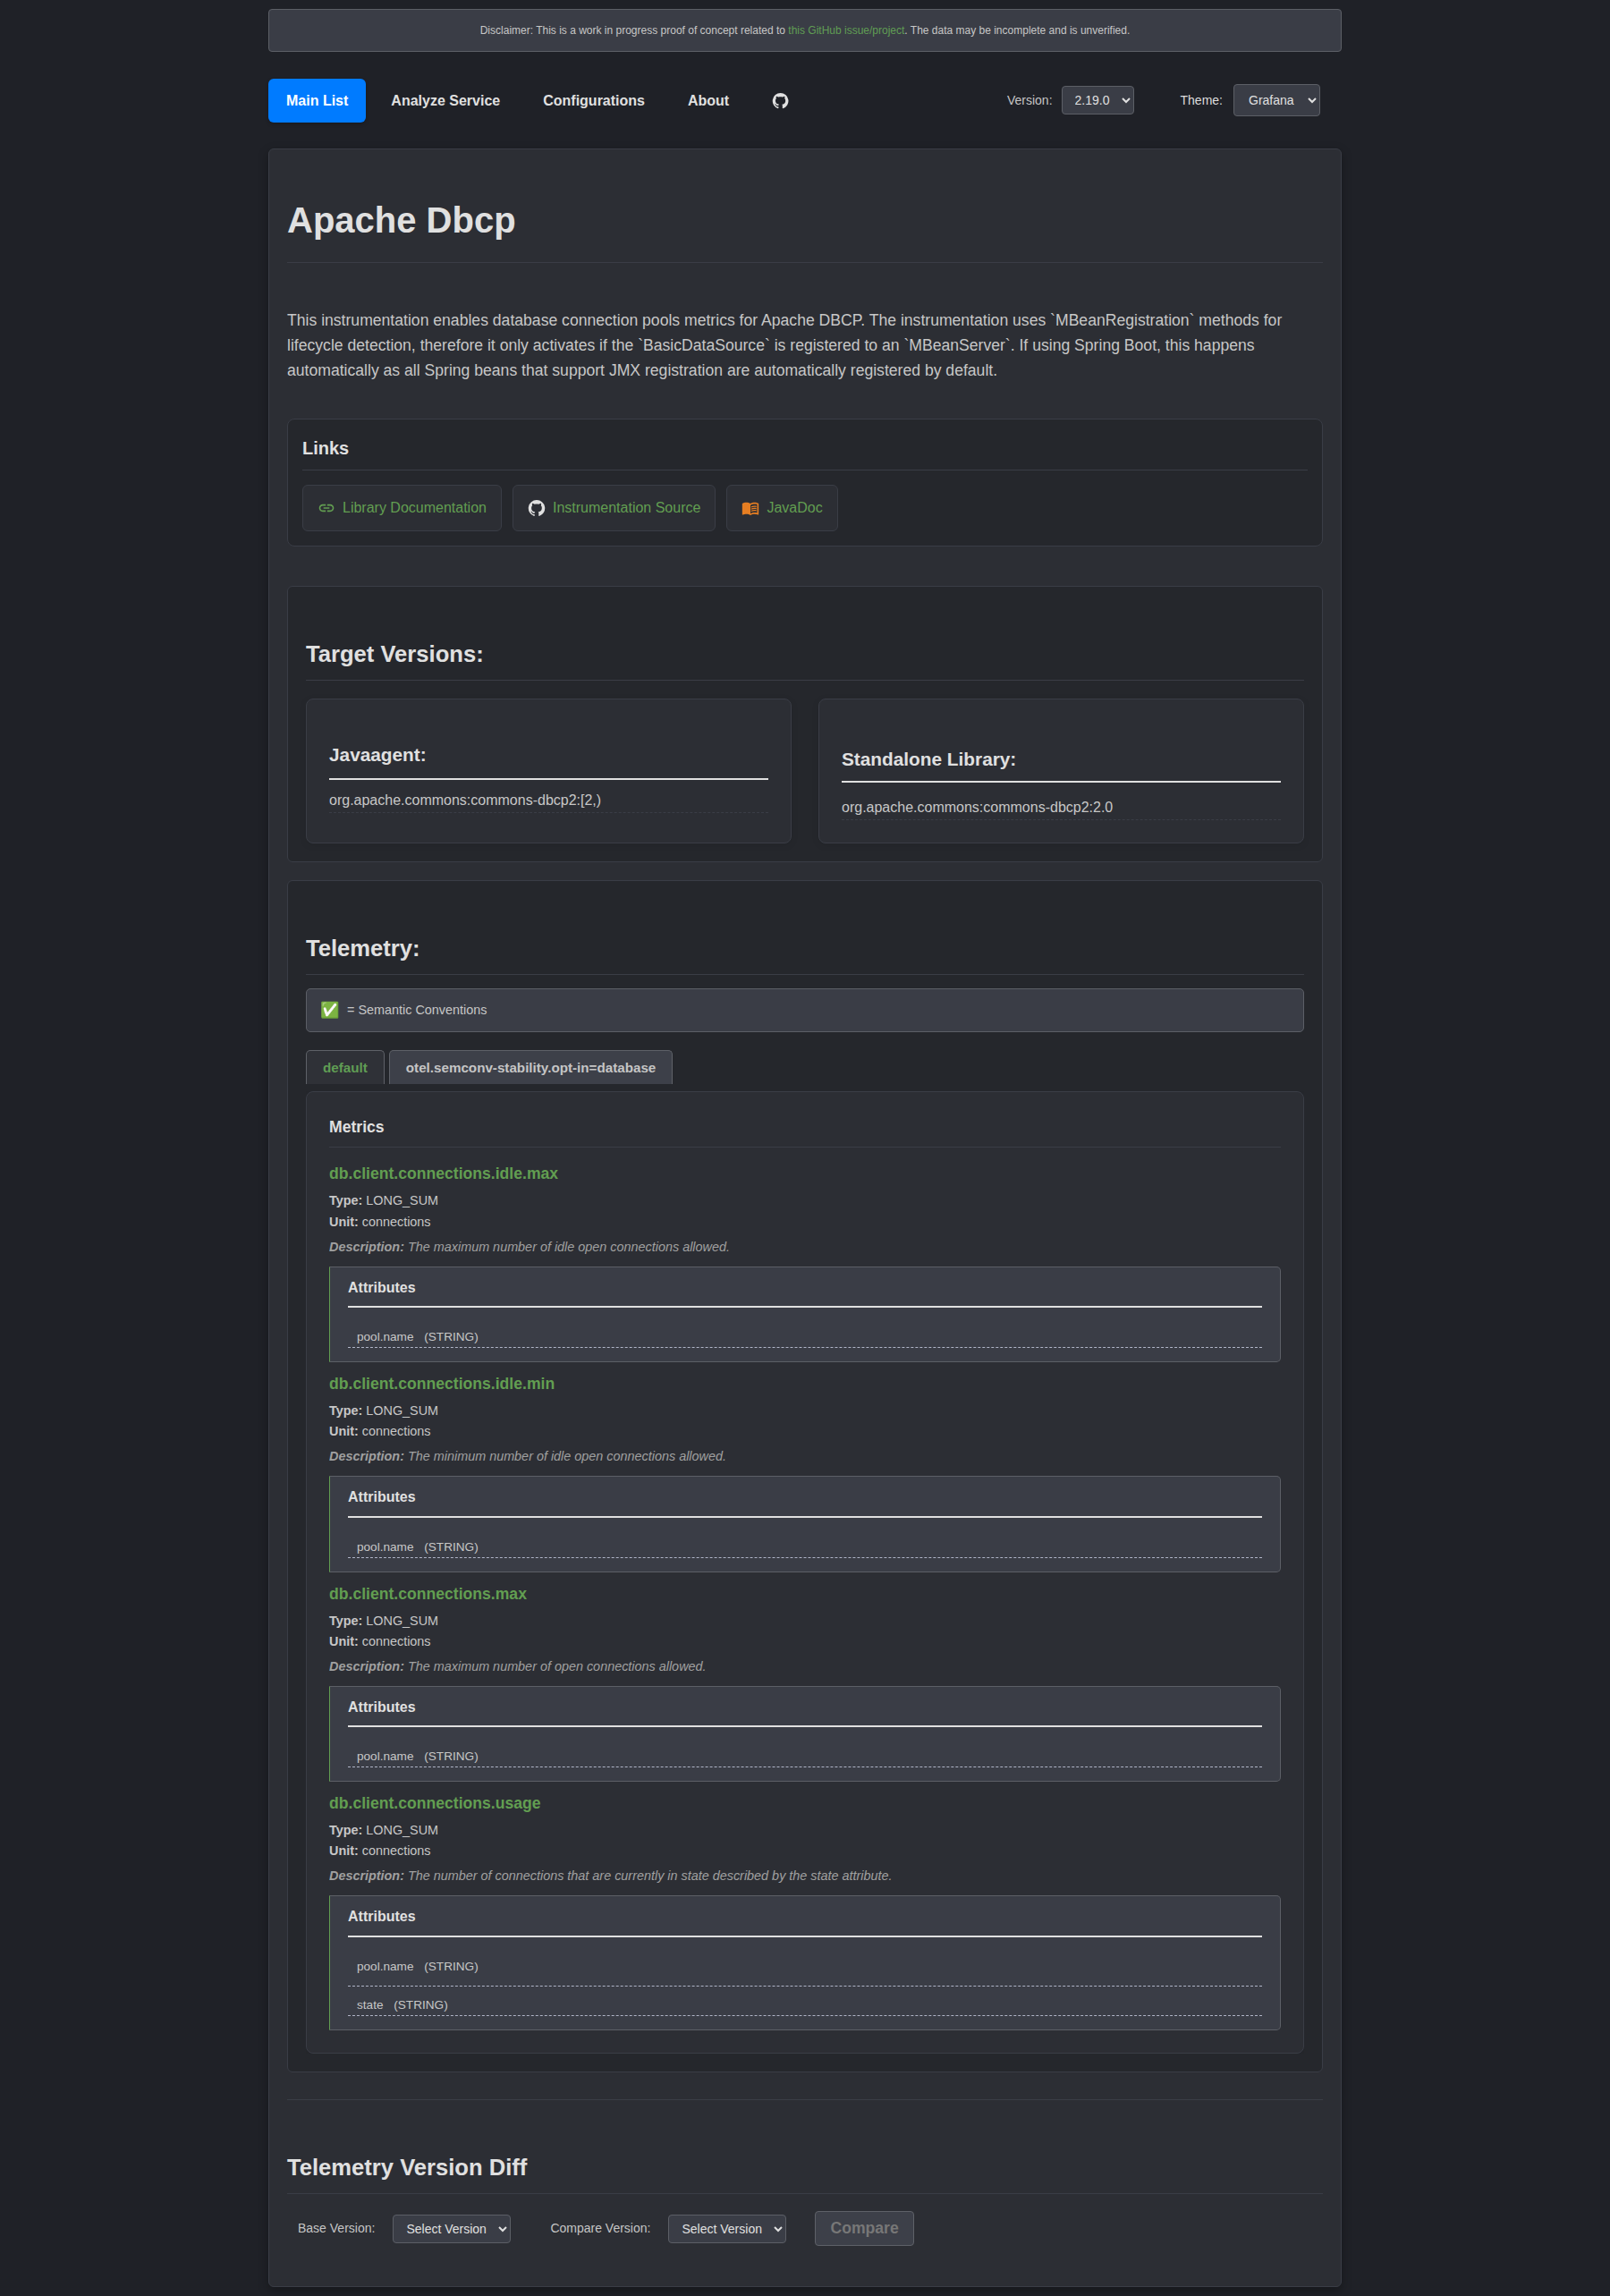 Disclaimer: This is a work in progress proof of concept related to this GitHub issue/project. The data may be incomplete and is unverified.
Main List Analyze Service Configurations About Version: 2.19.0 Theme: Grafana
Apache Dbcp
This instrumentation enables database connection pools metrics for Apache DBCP. The instrumentation uses `MBeanRegistration` methods for
lifecycle detection, therefore it only activates if the `BasicDataSource` is registered to an `MBeanServer`. If using Spring Boot, this happens
automatically as all Spring beans that support JMX registration are automatically registered by default.
Links
Library Documentation Instrumentation Source JavaDoc
Target Versions:
Javaagent:
org.apache.commons:commons-dbcp2:[2,)
Standalone Library:
org.apache.commons:commons-dbcp2:2.0
Telemetry:
✅ = Semantic Conventions
default otel.semconv-stability.opt-in=database
Metrics
db.client.connections.idle.max
Type: LONG_SUM
Unit: connections
Description: The maximum number of idle open connections allowed.
Attributes
pool.name (STRING)
db.client.connections.idle.min
Type: LONG_SUM
Unit: connections
Description: The minimum number of idle open connections allowed.
Attributes
pool.name (STRING)
db.client.connections.max
Type: LONG_SUM
Unit: connections
Description: The maximum number of open connections allowed.
Attributes
pool.name (STRING)
db.client.connections.usage
Type: LONG_SUM
Unit: connections
Description: The number of connections that are currently in state described by the state attribute.
Attributes
pool.name (STRING)
state (STRING)
Telemetry Version Diff
Base Version: Select Version Compare Version: Select Version Compare